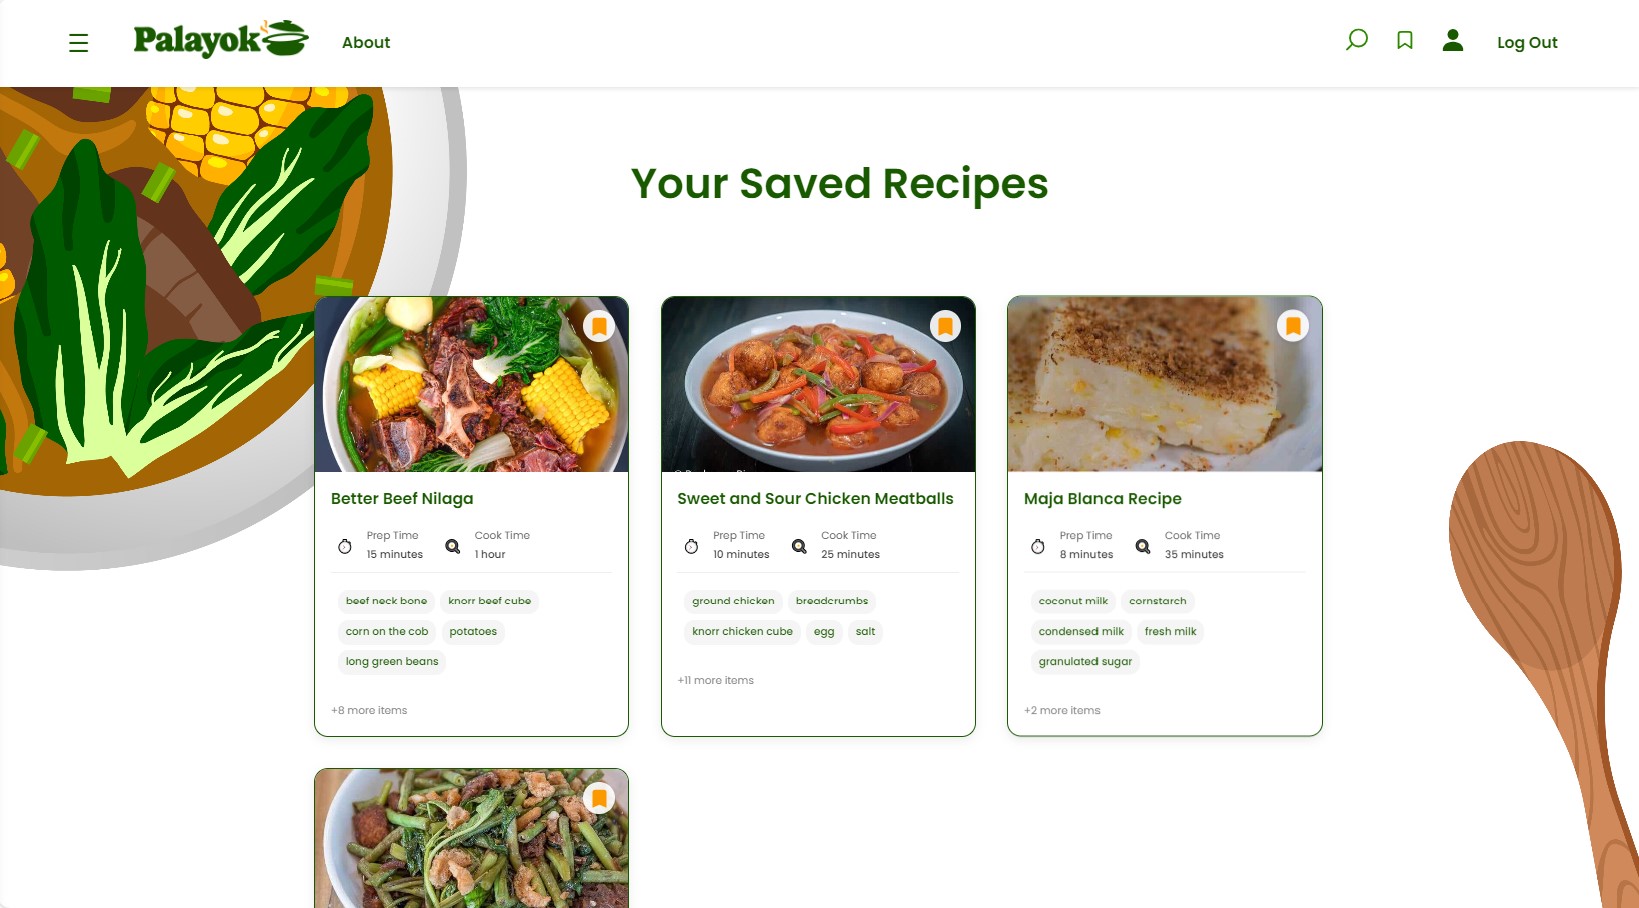 Palayok
About
Log Out
Your Saved Recipes
Better Beef Nilaga
Prep Time
15 minutes
Cook Time
1 hour
beef neck bone
knorr beef cube
corn on the cob
potatoes
long green beans
+8 more items
Sweet and Sour Chicken Meatballs
Prep Time
10 minutes
Cook Time
25 minutes
ground chicken
breadcrumbs
knorr chicken cube
egg
salt
+11 more items
Maja Blanca Recipe
Prep Time
8 minutes
Cook Time
35 minutes
coconut milk
cornstarch
condensed milk
fresh milk
granulated sugar
+2 more items